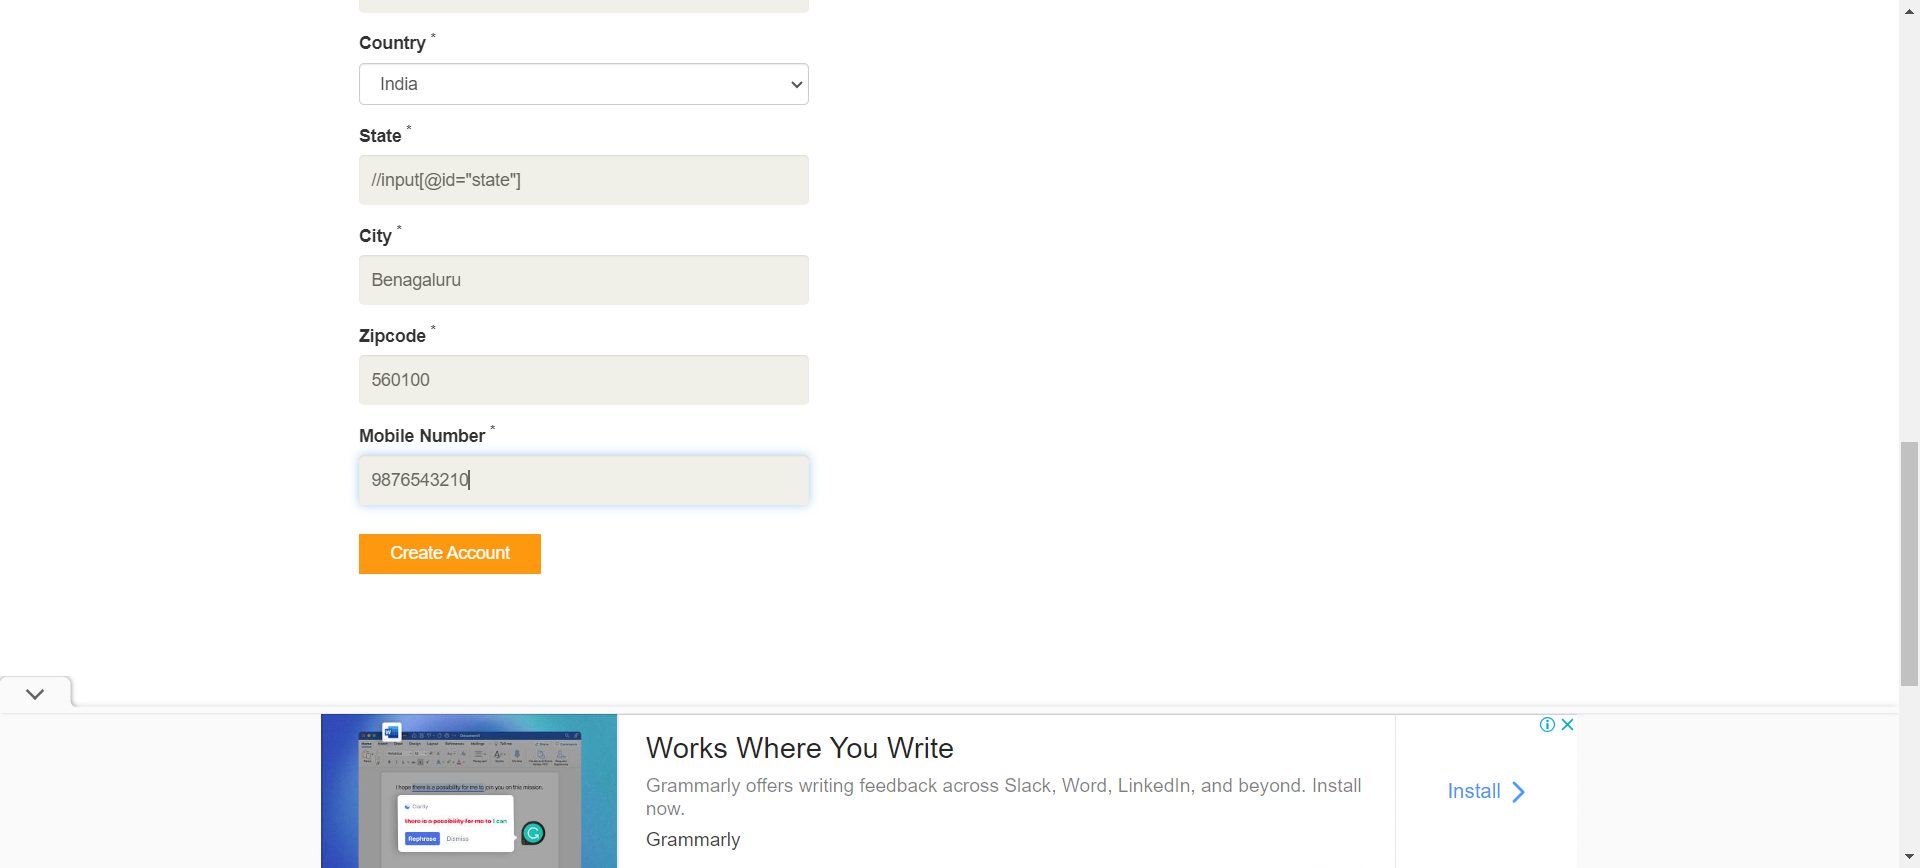 Country *
India
State *
//input[@id="state"]
City *
Benagaluru
Zipcode *
560100
Mobile Number *
9876543210
Create Account
I hope there is a possibility for me to join you on this mission.
Clarity
there is a possibility for me to I can
Rephrase Dismiss
Works Where You Write
Grammarly offers writing feedback across Slack, Word, LinkedIn, and beyond. Install
now.
Grammarly
Install